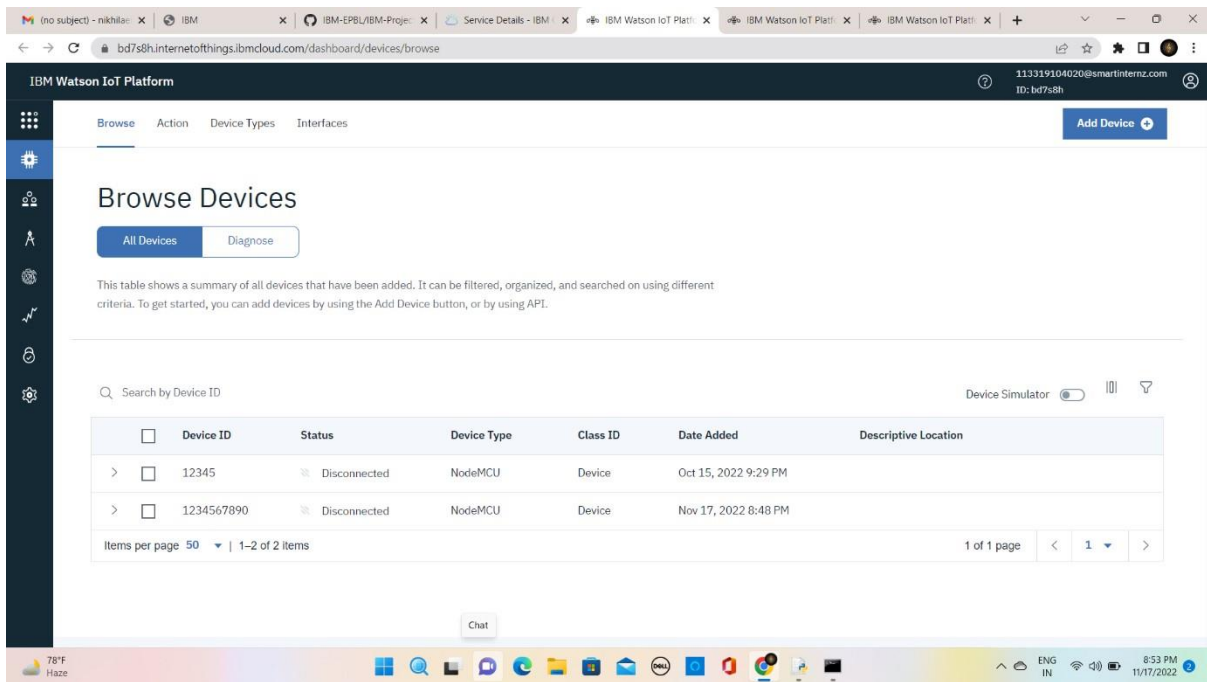 (no subject) - nikhilae
IBM
IBM-EPBL/IBM-Projec
Service Details - IBM
IBM Watson IoT Platf
IBM Watson IoT Platf
IBM Watson IoT Platf
bd7s8h.internetofthings.ibmcloud.com/dashboard/devices/browse
IBM Watson IoT Platform
113319104020@smartinternz.com
ID: bd7s8h
Browse Action Device Types Interfaces
Add Device
Browse Devices
All Devices Diagnose
This table shows a summary of all devices that have been added. It can be filtered, organized, and searched on using different
criteria. To get started, you can add devices by using the Add Device button, or by using API.
Search by Device ID
Device Simulator
Device ID Status Device Type Class ID Date Added Descriptive Location
12345 Disconnected NodeMCU Device Oct 15, 2022 9:29 PM
1234567890 Disconnected NodeMCU Device Nov 17, 2022 8:48 PM
Items per page 50 | 1–2 of 2 items
1 of 1 page 1
Chat
78°F
Haze
DELL
ENG
IN
8:53 PM
11/17/2022
2